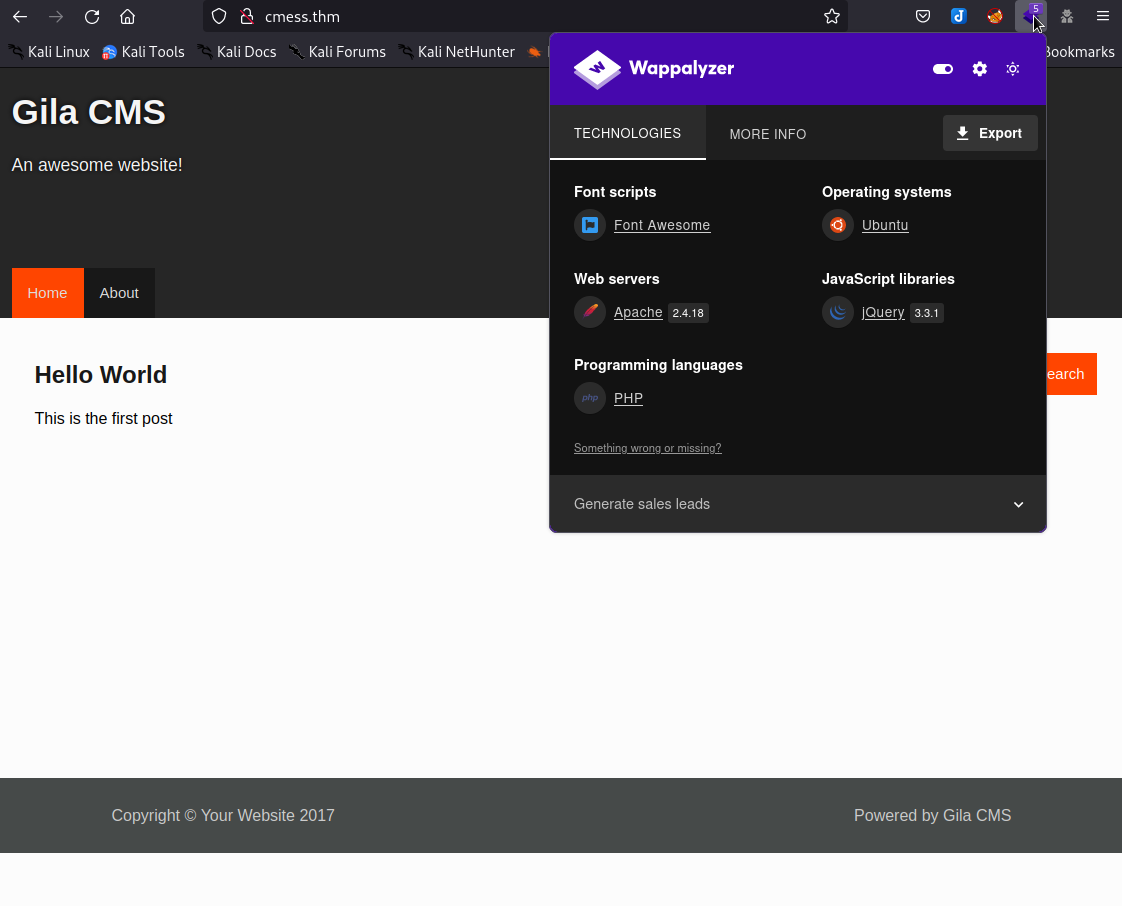 cmess.thm
5
Kali Linux Kali Tools Kali Docs Kali Forums Kali NetHunter Bookmarks
Gila CMS
An awesome website!
Home About
Wappalyzer
TECHNOLOGIES MORE INFO Export
Font scripts Operating systems
Font Awesome Ubuntu
Web servers JavaScript libraries
Apache 2.4.18 jQuery 3.3.1
Programming languages
php PHP
Something wrong or missing?
Generate sales leads
Hello World
earch
This is the first post
Copyright © Your Website 2017 Powered by Gila CMS